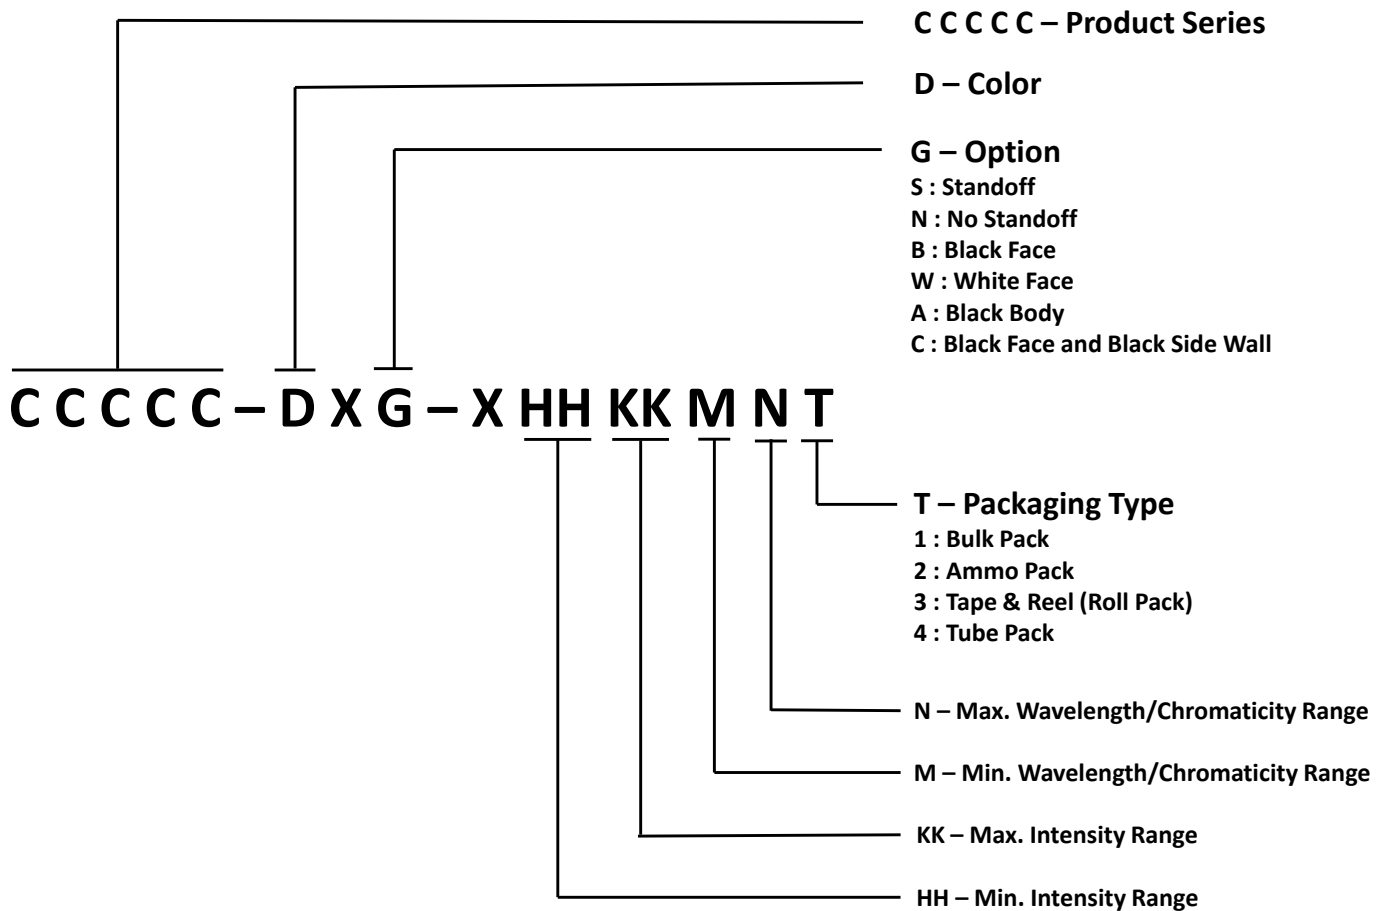 C C C C C – Product Series
D – Color
G – Option
S : Standoff
N : No Standoff
B : Black Face
W : White Face
A : Black Body
C : Black Face and Black Side Wall
C C C C C – D X G – X HH KK M N T
T – Packaging Type
1 : Bulk Pack
2 : Ammo Pack
3 : Tape & Reel (Roll Pack)
4 : Tube Pack
N – Max. Wavelength/Chromaticity Range
M – Min. Wavelength/Chromaticity Range
KK – Max. Intensity Range
HH – Min. Intensity Range